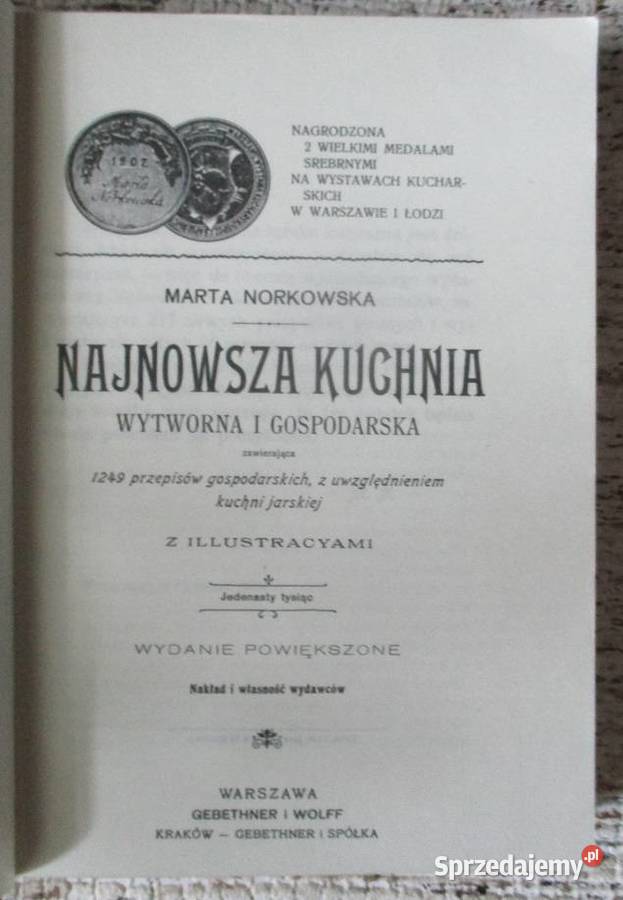 1907
Marta
Norkowska
NAGRODZONA
2 WIELKIMI MEDALAMI
SREBRNYMI
NA WYSTAWACH KUCHAR-
SKICH
W WARSZAWIE I ŁODZI
MARTA NORKOWSKA
NAJNOWSZA KUCHNIA
WYTWORNA I GOSPODARSKA
zawierająca
1249 przepisów gospodarskich, z uwzględnieniem
kuchni jarskiej
Z ILLUSTRACYAMI
Jedenasty tysiąc
WYDANIE POWIĘKSZONE
Nakład i własność wydawców
WARSZAWA
GEBETHNER I WOLFF
KRAKÓW — GEBETHNER I SPÓŁKA
Sprzedajemy.pl